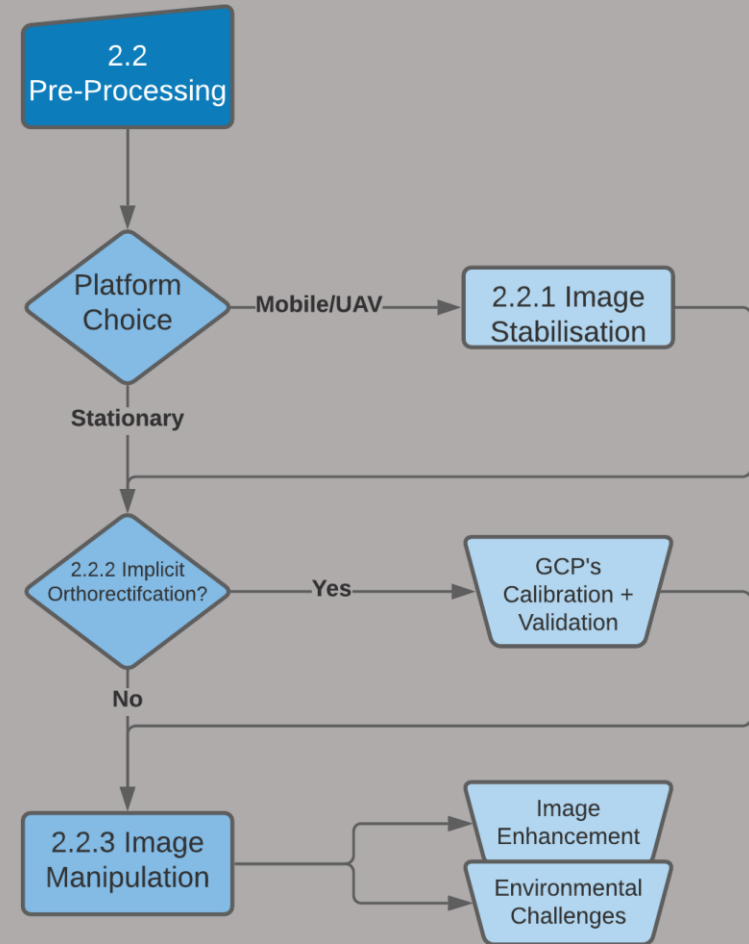 2.2
Pre-Processing
Platform
Choice
Mobile/UAV
2.2.1 Image
Stabilisation
Stationary
2.2.2 Implicit
Orthorectifcation?
Yes
GCP's
Calibration +
Validation
No
2.2.3 Image
Manipulation
Image
Enhancement
Environmental
Challenges